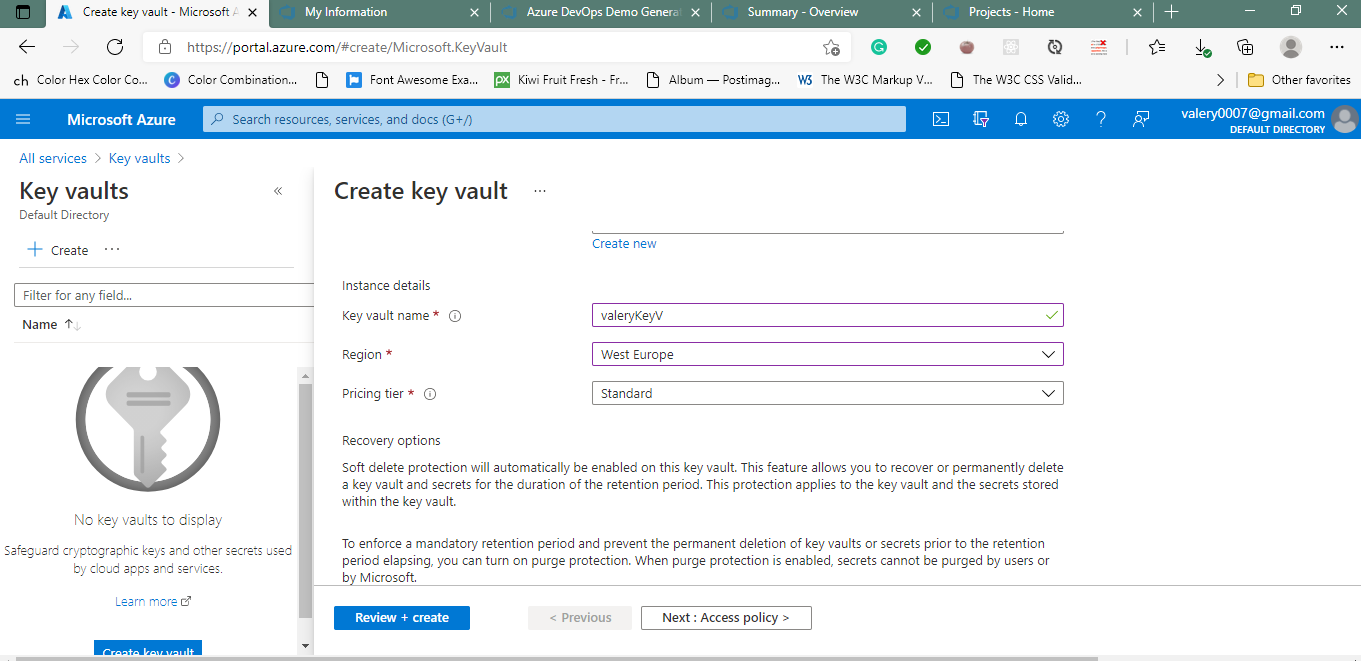 Create key vault - Microsoft A
My Information
Azure DevOps Demo Genera
Summary - Overview
Projects - Home
https://portal.azure.com/#create/Microsoft.KeyVault
ch Color Hex Color Co...
C Color Combination...
Font Awesome Exa...
px Kiwi Fruit Fresh - Fr...
Album — Postimag...
W3 The W3C Markup V...
The W3C CSS Valid...
Other favorites
Microsoft Azure
Search resources, services, and docs (G+/)
valery0007@gmail.com
DEFAULT DIRECTORY
All services > Key vaults >
Key vaults
Default Directory
+ Create ...
Filter for any field...
Name ↑↓
No key vaults to display
Safeguard cryptographic keys and other secrets used
by cloud apps and services.
Learn more
Create key vault
Create key vault ...
Create new
Instance details
Key vault name *
valeryKeyV
Region *
West Europe
Pricing tier *
Standard
Recovery options
Soft delete protection will automatically be enabled on this key vault. This feature allows you to recover or permanently delete
a key vault and secrets for the duration of the retention period. This protection applies to the key vault and the secrets stored
within the key vault.
To enforce a mandatory retention period and prevent the permanent deletion of key vaults or secrets prior to the retention
period elapsing, you can turn on purge protection. When purge protection is enabled, secrets cannot be purged by users or
by Microsoft.
Review + create
< Previous
Next : Access policy >